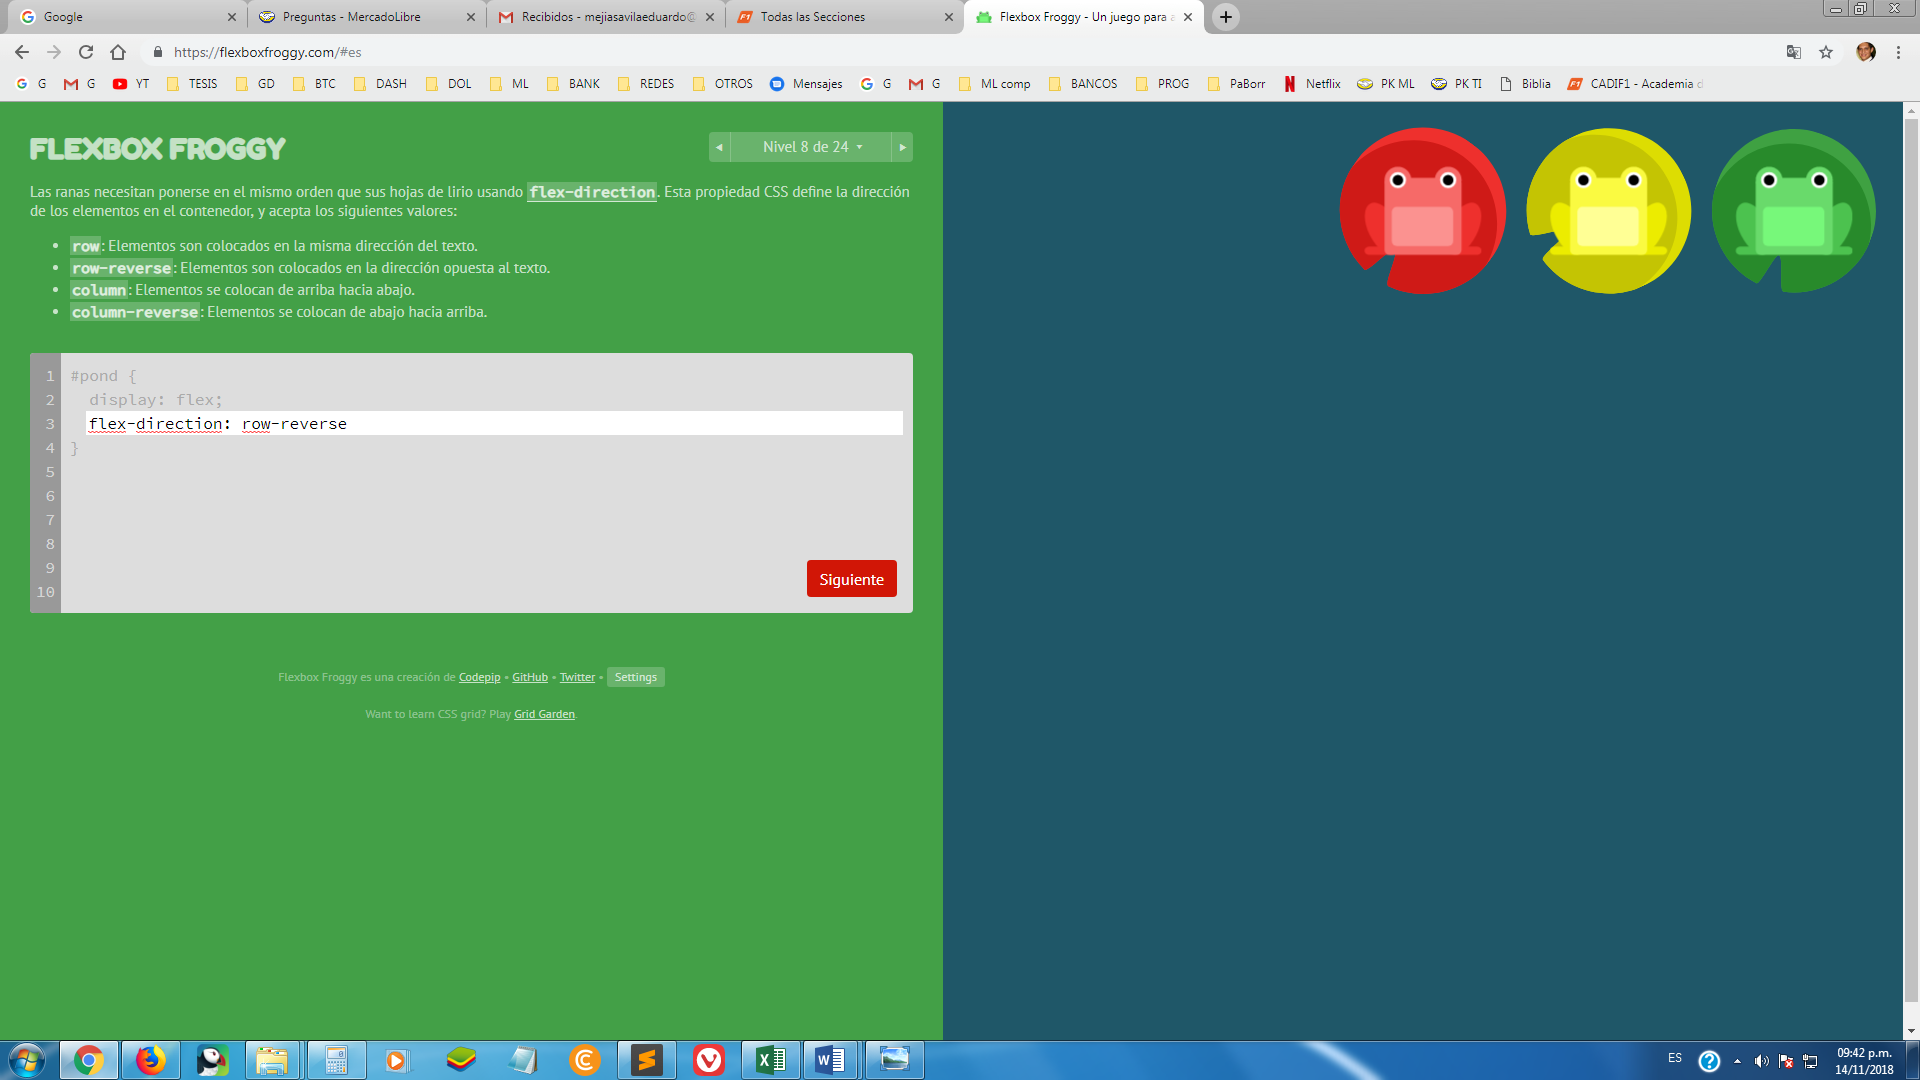 Google
Preguntas - MercadoLibre
Recibidos - mejiasavilaeduardo@
Todas las Secciones
Flexbox Froggy - Un juego para a
https://flexboxfroggy.com/#es
G G YT TESIS GD BTC DASH DOL ML BANK REDES OTROS Mensajes G G ML comp BANCOS PROG PaBorr Netflix PK ML PK TI Biblia CADIF1 - Academia d
FLEXBOX FROGGY
Nivel 8 de 24
Las ranas necesitan ponerse en el mismo orden que sus hojas de lirio usando flex-direction. Esta propiedad CSS define la dirección
de los elementos en el contenedor, y acepta los siguientes valores:
• row: Elementos son colocados en la misma dirección del texto.
• row-reverse: Elementos son colocados en la dirección opuesta al texto.
• column: Elementos se colocan de arriba hacia abajo.
• column-reverse: Elementos se colocan de abajo hacia arriba.
1 #pond {
2 display: flex;
3 flex-direction: row-reverse
4 }
5
6
7
8
9
10
Siguiente
Flexbox Froggy es una creación de Codepip • GitHub • Twitter • Settings
Want to learn CSS grid? Play Grid Garden.
ES
09:42 p.m.
14/11/2018